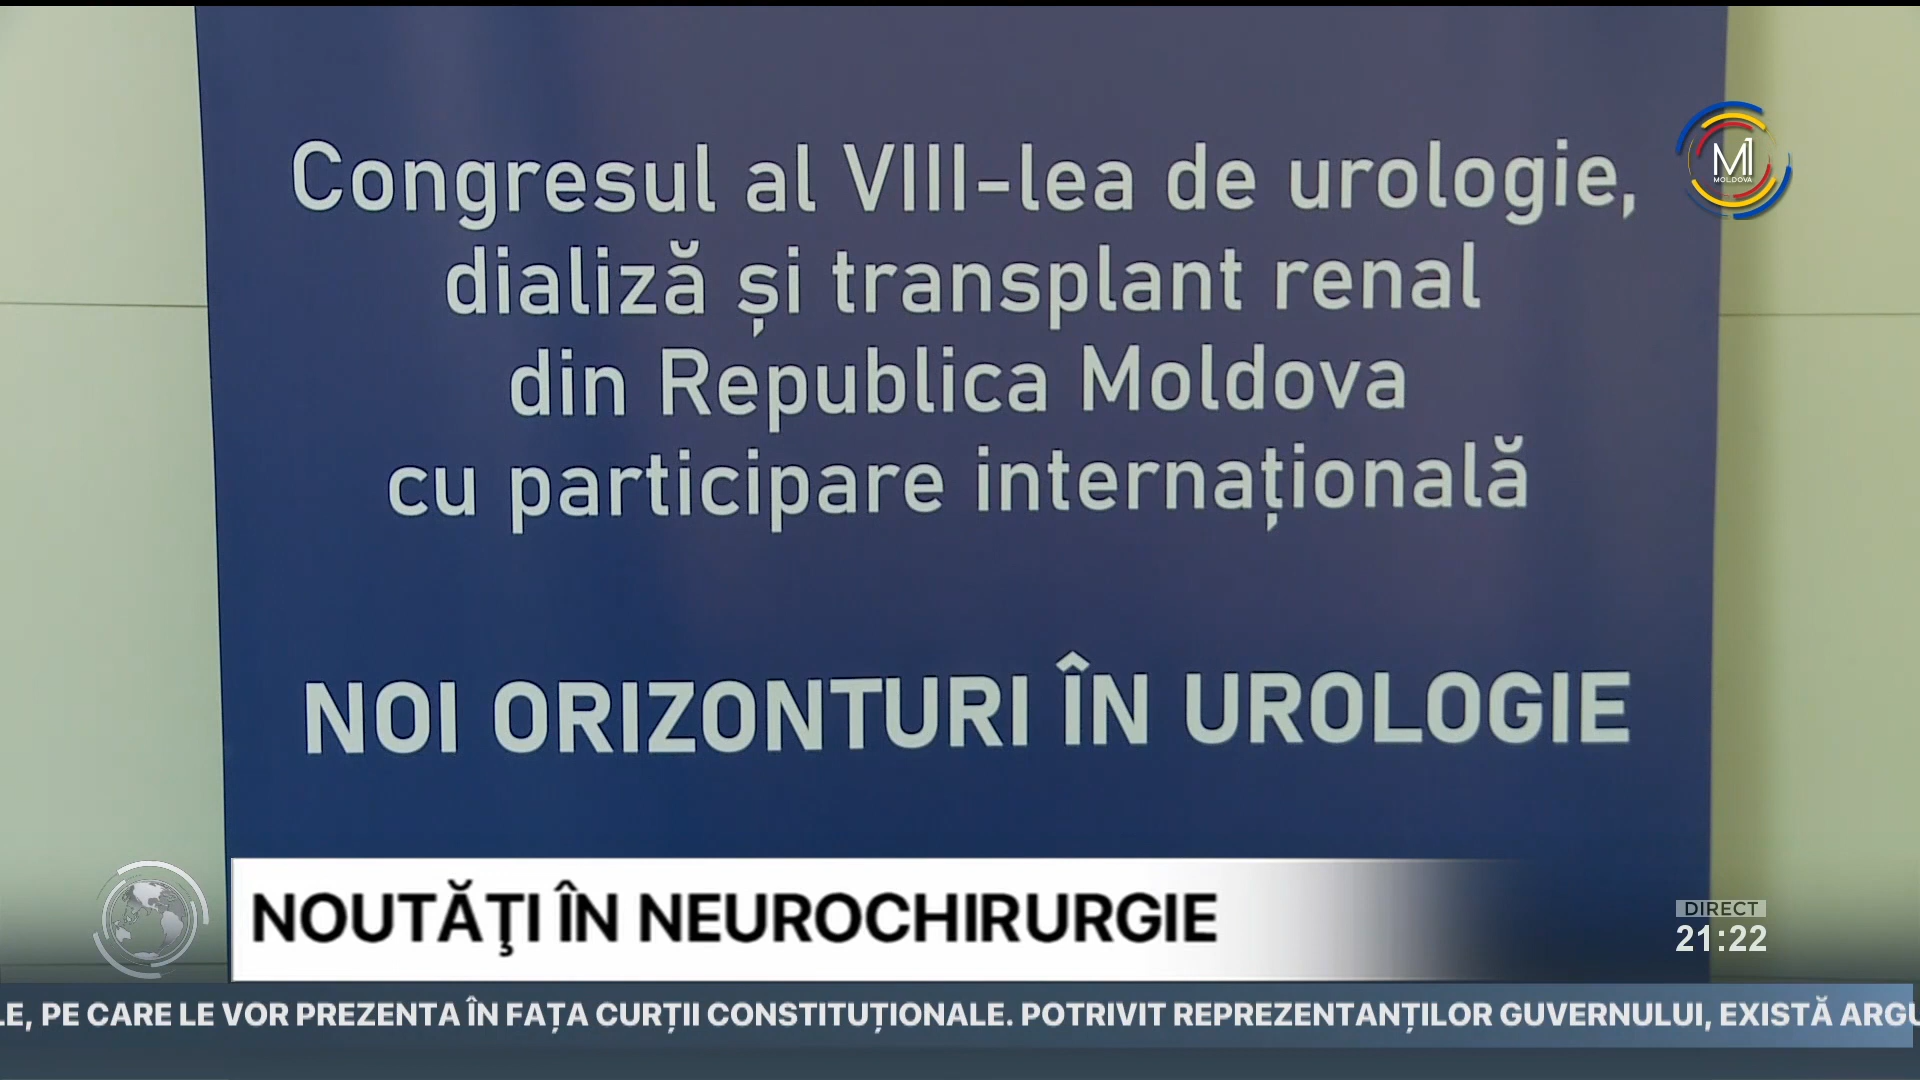 Congresul al VIII-lea de urologie,
dializă și transplant renal
din Republica Moldova
cu participare internațională
NOI ORIZONTURI ÎN UROLOGIE
M1
MOLDOVA
NOUTĂŢI ÎN NEUROCHIRURGIE
DIRECT
21:22
LE, PE CARE LE VOR PREZENTA ÎN FAȚA CURȚII CONSTITUȚIONALE. POTRIVIT REPREZENTANȚILOR GUVERNULUI, EXISTĂ ARGU